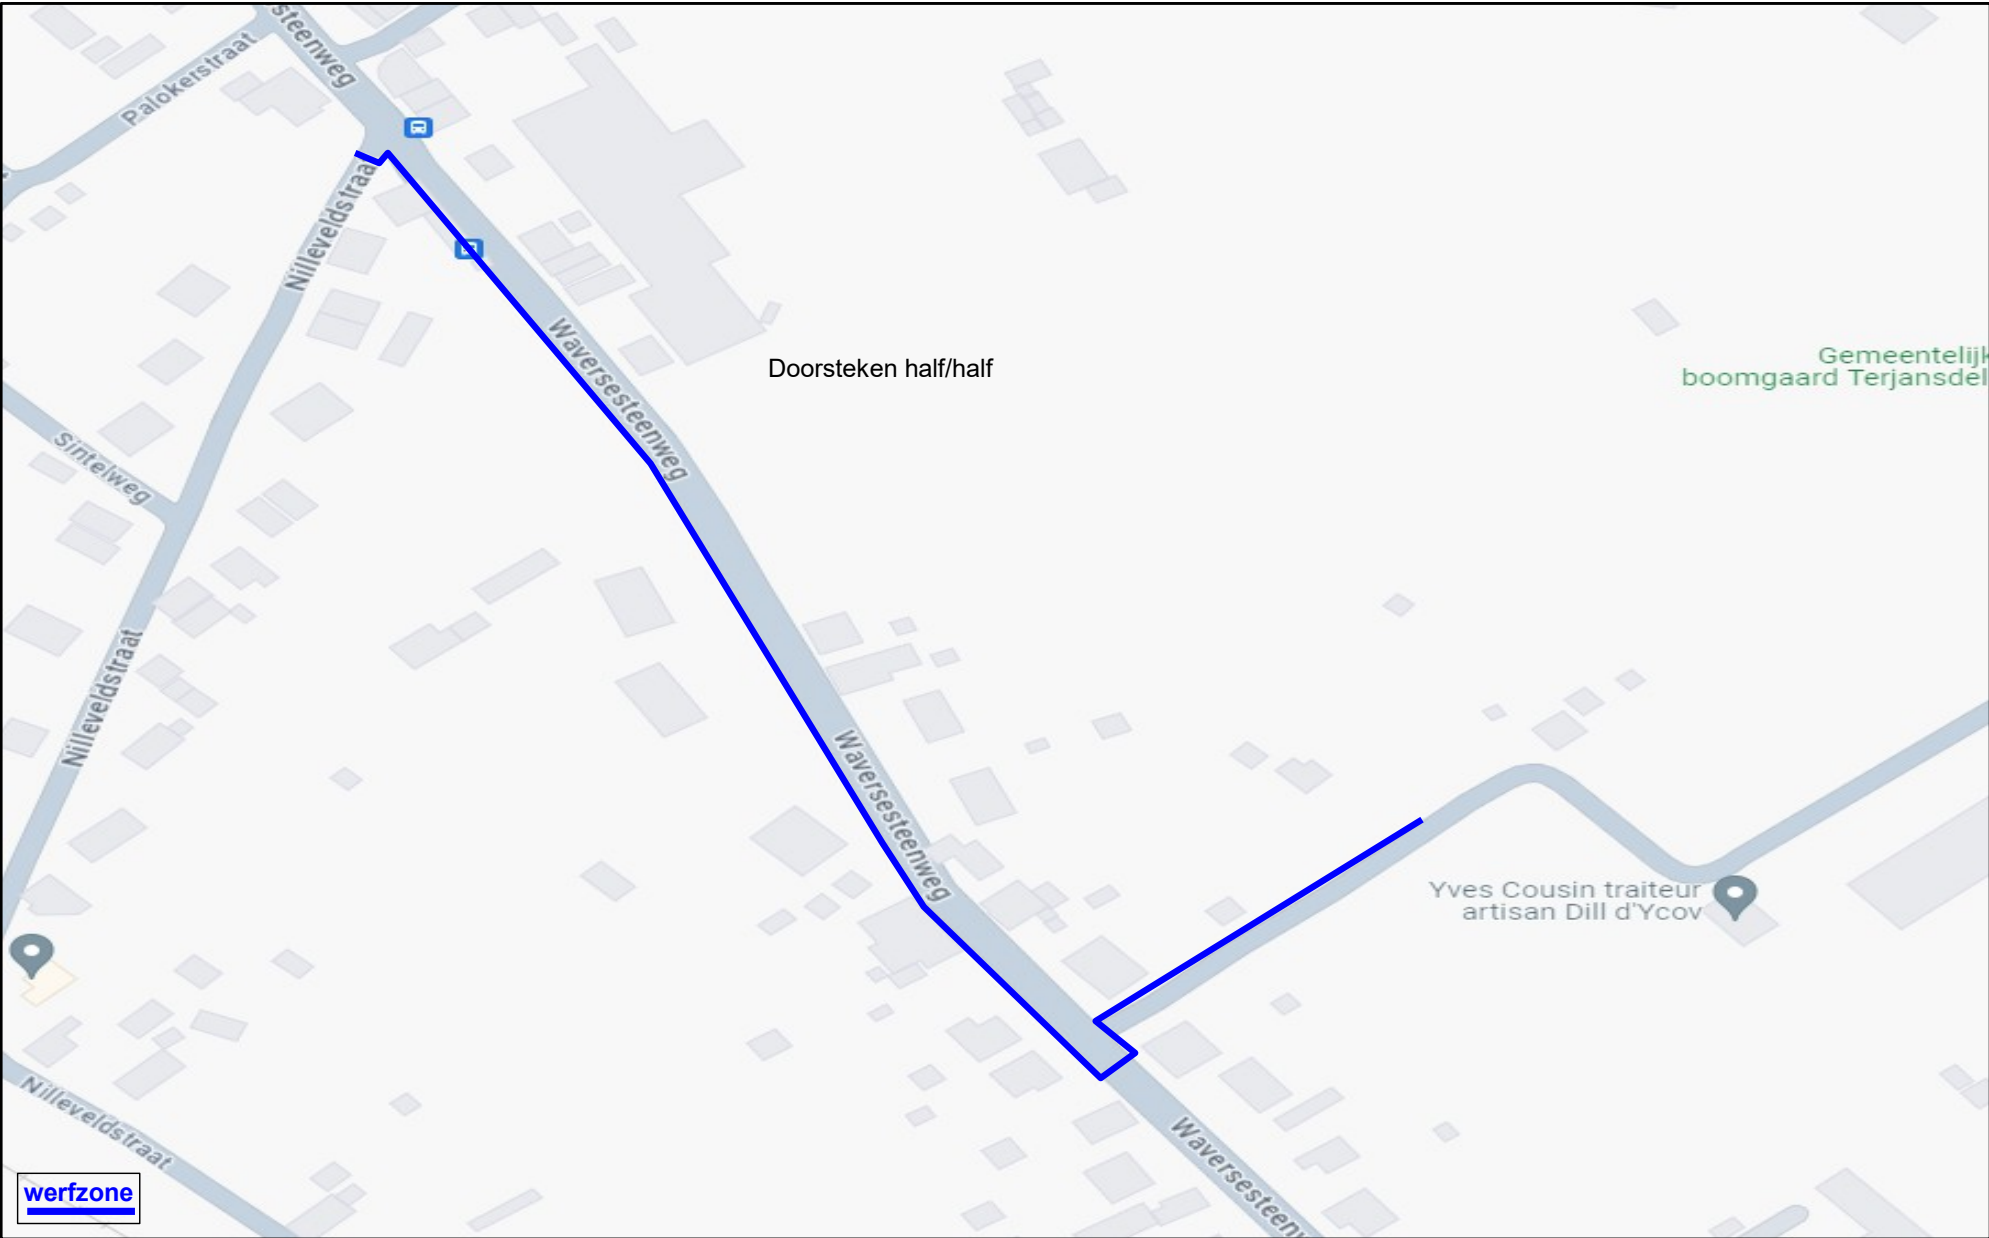 steenweg
Palokerstraat
Nilleveldstraat
Waversesteenweg
Doorsteken half/half
Gemeentelijk
boomgaard Terjansdel
Sintelweg
Nilleveldstraat
Waversesteenweg
Yves Cousin traiteur
artisan Dill d'Ycov
Nilleveldstraat
Waversesteenw
werfzone